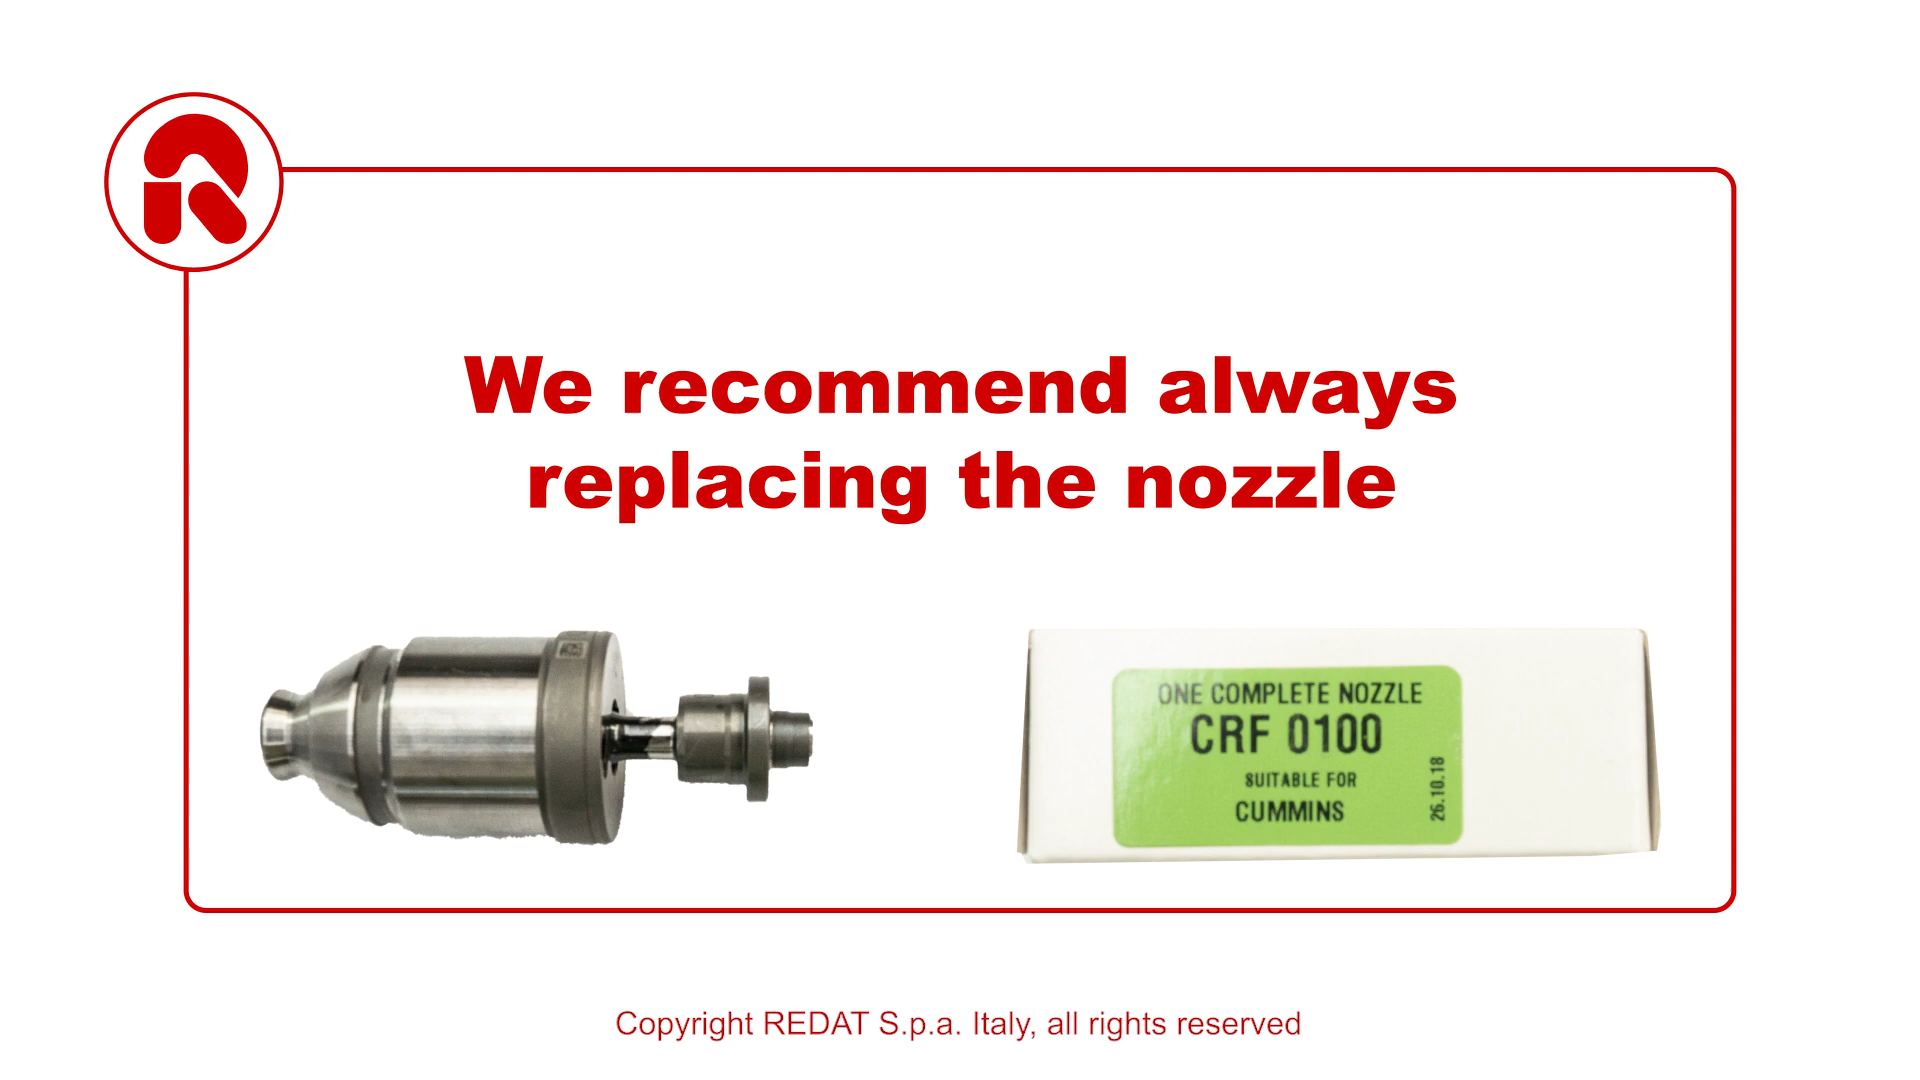 We recommend always
replacing the nozzle
ONE COMPLETE NOZZLE
CRF 0100
SUITABLE FOR
CUMMINS
26.10.18
Copyright REDAT S.p.a. Italy, all rights reserved